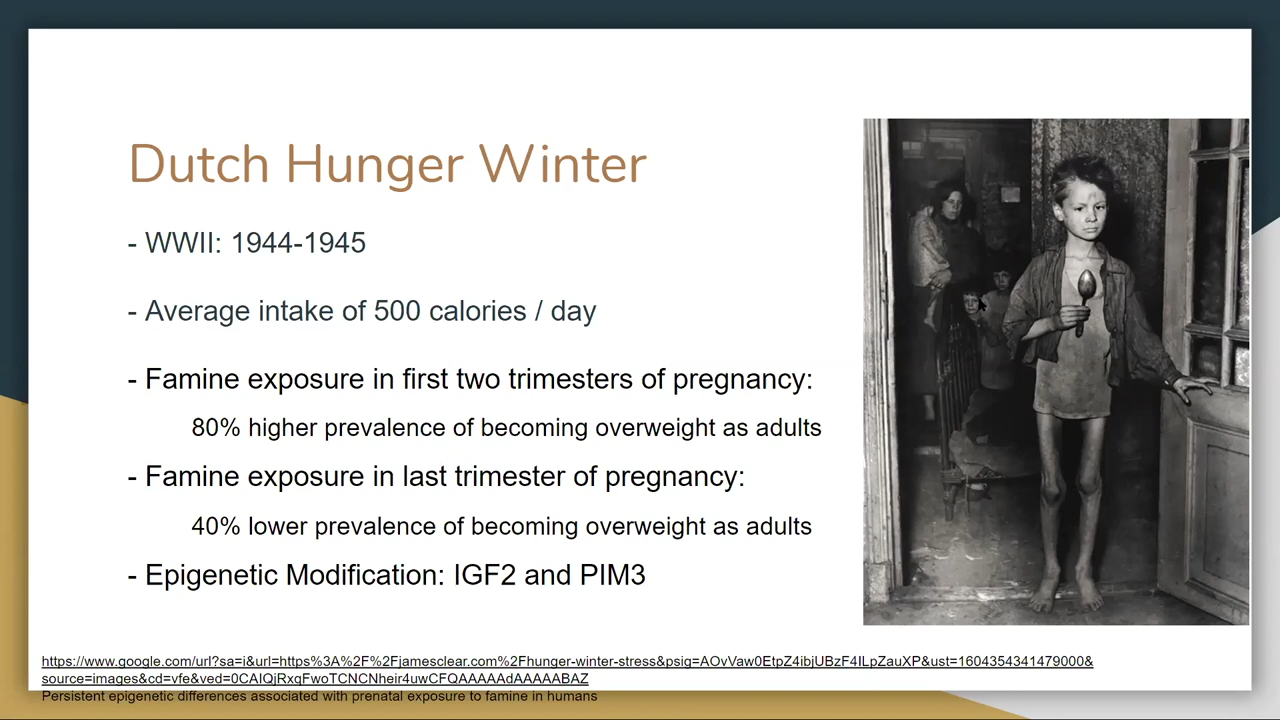 Dutch Hunger Winter
- WWII: 1944-1945
- Average intake of 500 calories / day
- Famine exposure in first two trimesters of pregnancy:
80% higher prevalence of becoming overweight as adults
- Famine exposure in last trimester of pregnancy:
40% lower prevalence of becoming overweight as adults
- Epigenetic Modification: IGF2 and PIM3
https://www.google.com/url?sa=i&url=https%3A%2F%2Fjamesclear.com%2Fhunger-winter-stress&psig=AOvVaw0EtpZ4ibjUBzF4ILpZauXP&ust=1604354341479000&
source=images&cd=vfe&ved=0CAIQjRxqFwoTCNCNheir4uwCFQAAAAAdAAAAABAZ
Persistent epigenetic differences associated with prenatal exposure to famine in humans